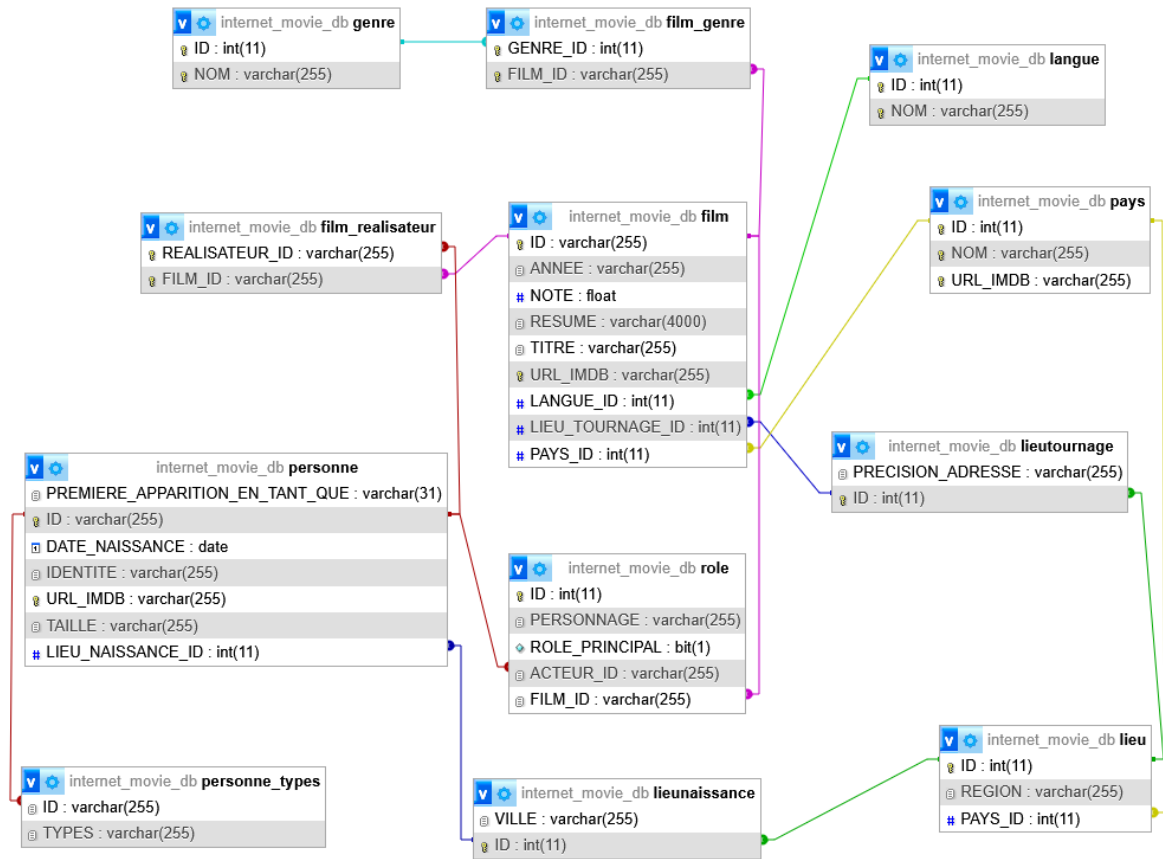 internet_movie_db genre
ID : int(11)
NOM : varchar(255)
internet_movie_db film_genre
GENRE_ID : int(11)
FILM_ID : varchar(255)
internet_movie_db langue
ID : int(11)
NOM : varchar(255)
internet_movie_db pays
ID : int(11)
NOM : varchar(255)
URL_IMDB : varchar(255)
internet_movie_db film_realisateur
REALISATEUR_ID : varchar(255)
FILM_ID : varchar(255)
internet_movie_db film
ID : varchar(255)
ANNEE : varchar(255)
# NOTE : float
RESUME : varchar(4000)
TITRE : varchar(255)
URL_IMDB : varchar(255)
# LANGUE_ID : int(11)
# LIEU_TOURNAGE_ID : int(11)
# PAYS_ID : int(11)
internet_movie_db lieutournage
PRECISION_ADRESSE : varchar(255)
ID : int(11)
internet_movie_db personne
PREMIERE_APPARITION_EN_TANT_QUE : varchar(31)
ID : varchar(255)
DATE_NAISSANCE : date
IDENTITE : varchar(255)
URL_IMDB : varchar(255)
TAILLE : varchar(255)
# LIEU_NAISSANCE_ID : int(11)
internet_movie_db role
ID : int(11)
PERSONNAGE : varchar(255)
ROLE_PRINCIPAL : bit(1)
ACTEUR_ID : varchar(255)
FILM_ID : varchar(255)
internet_movie_db lieu
ID : int(11)
REGION : varchar(255)
# PAYS_ID : int(11)
internet_movie_db personne_types
ID : varchar(255)
TYPES : varchar(255)
internet_movie_db lieunaissance
VILLE : varchar(255)
ID : int(11)